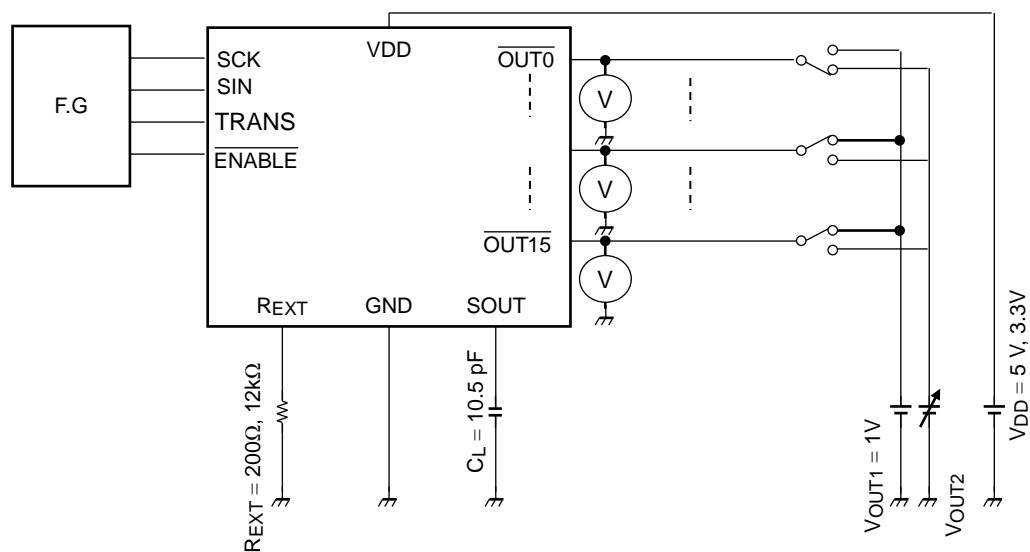 F.G
SCK
SIN
TRANS
ENABLE
VDD
OUT0
OUT15
REXT
GND
SOUT
V
V
V
REXT = 200Ω, 12kΩ
CL = 10.5 pF
VOUT1 = 1V
VOUT2
VDD = 5 V, 3.3V